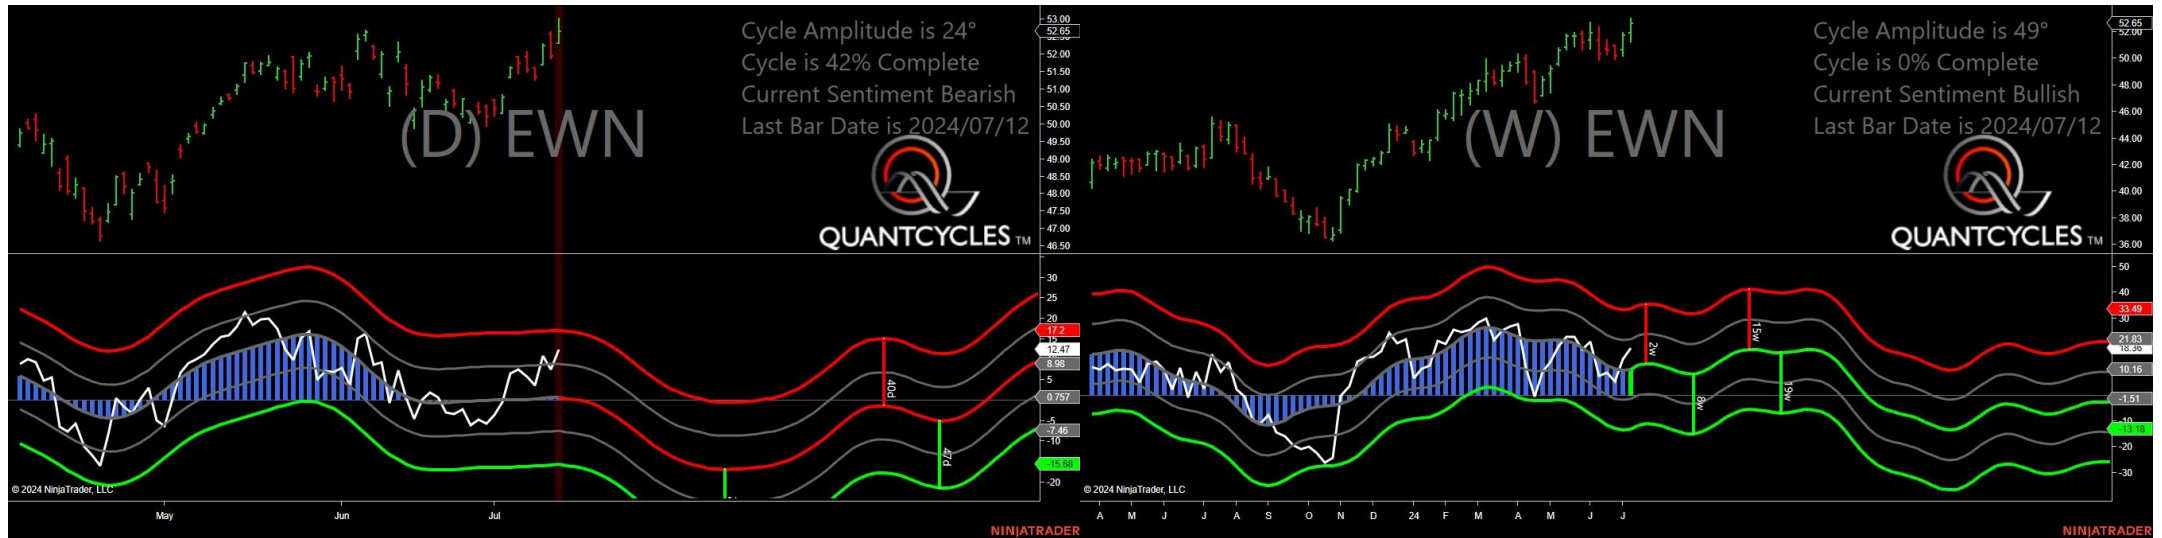 Cycle Amplitude is 24°
Cycle is 42% Complete
Current Sentiment Bearish
Last Bar Date is 2024/07/12
(D) EWN
QUANTCYCLES TM
53.00
52.65
52.00
51.50
51.00
50.50
50.00
49.50
49.00
48.50
48.00
47.50
47.00
46.50
30
25
20
17.2
12.47
8.98
5
0.757
-5
-7.46
-10
-15.68
-20
40d
47d
© 2024 NinjaTrader, LLC
May
Jun
Jul
NINJATRADER
Cycle Amplitude is 49°
Cycle is 0% Complete
Current Sentiment Bullish
Last Bar Date is 2024/07/12
(W) EWN
QUANTCYCLES TM
52.65
52.00
50.00
48.00
46.00
44.00
42.00
40.00
38.00
36.00
50
40
33.49
30
21.83
18.36
10.16
-1.51
-10
-13.18
-20
-30
2w
15w
8w
19w
© 2024 NinjaTrader, LLC
A
M
J
J
A
S
O
N
D
24
F
M
A
M
J
J
NINJATRADER